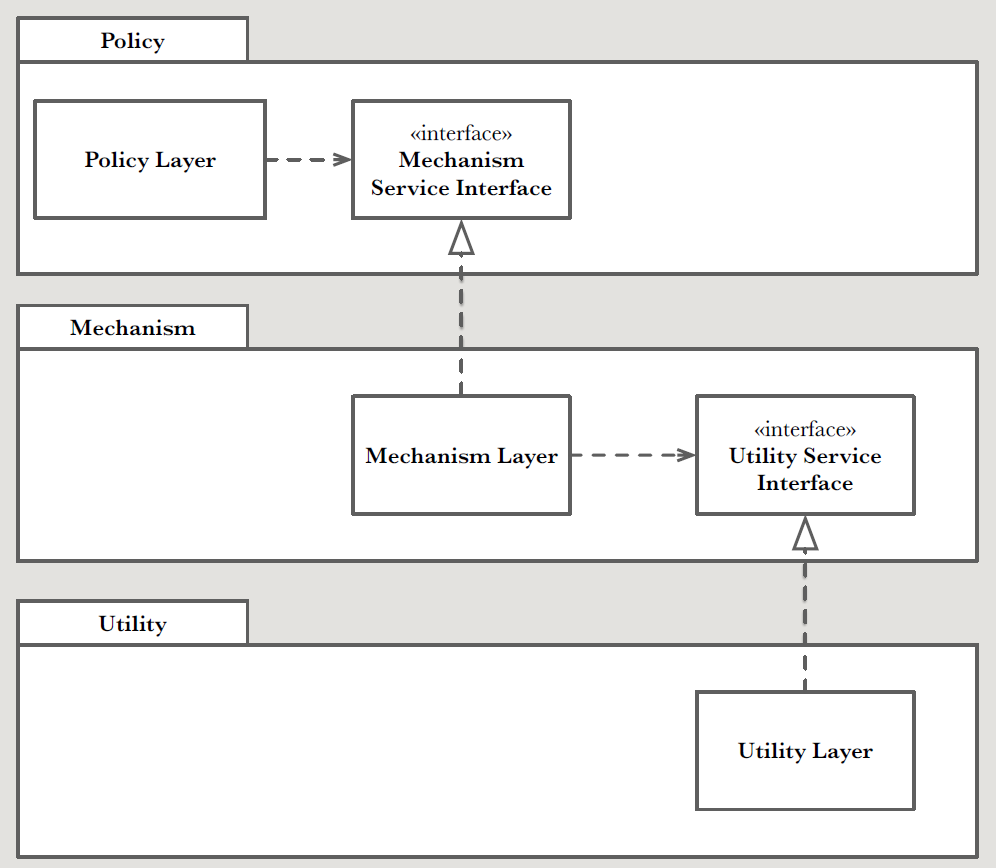 Policy
Policy Layer
«interface»
Mechanism
Service Interface
Mechanism
Mechanism Layer
«interface»
Utility Service
Interface
Utility
Utility Layer